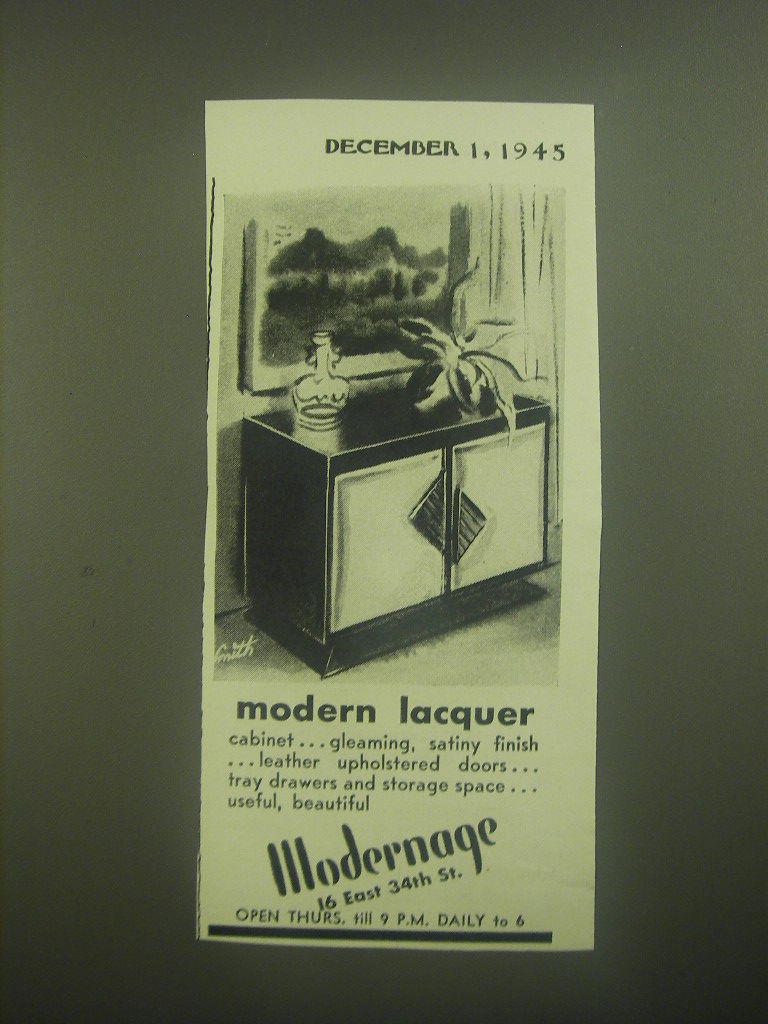 DECEMBER 1, 1945
modern lacquer
cabinet... gleaming, satiny finish
...leather upholstered doors...
tray drawers and storage space...
useful, beautiful
Modernage
16 East 34th St.
OPEN THURS. till 9 P.M. DAILY to 6